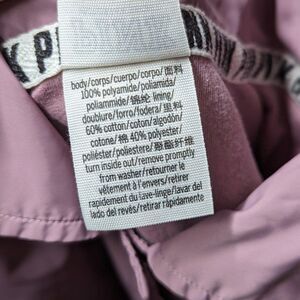 PINK
body/corps/cuerpo/corpo/面料
100% polyamide/poliamida/
poliammide/锦纶 lining/
doublure/forro/fodera/里料
60% cotton/coton/algodón/
cotone/棉 40% polyester/
poliéster/poliestere/聚酯纤维
turn inside out/remove promptly
from washer/retourner le
vêtement à l'envers/retirer
rapidement du lave-linge/lavar del
lado del revés/retirar rápidamente